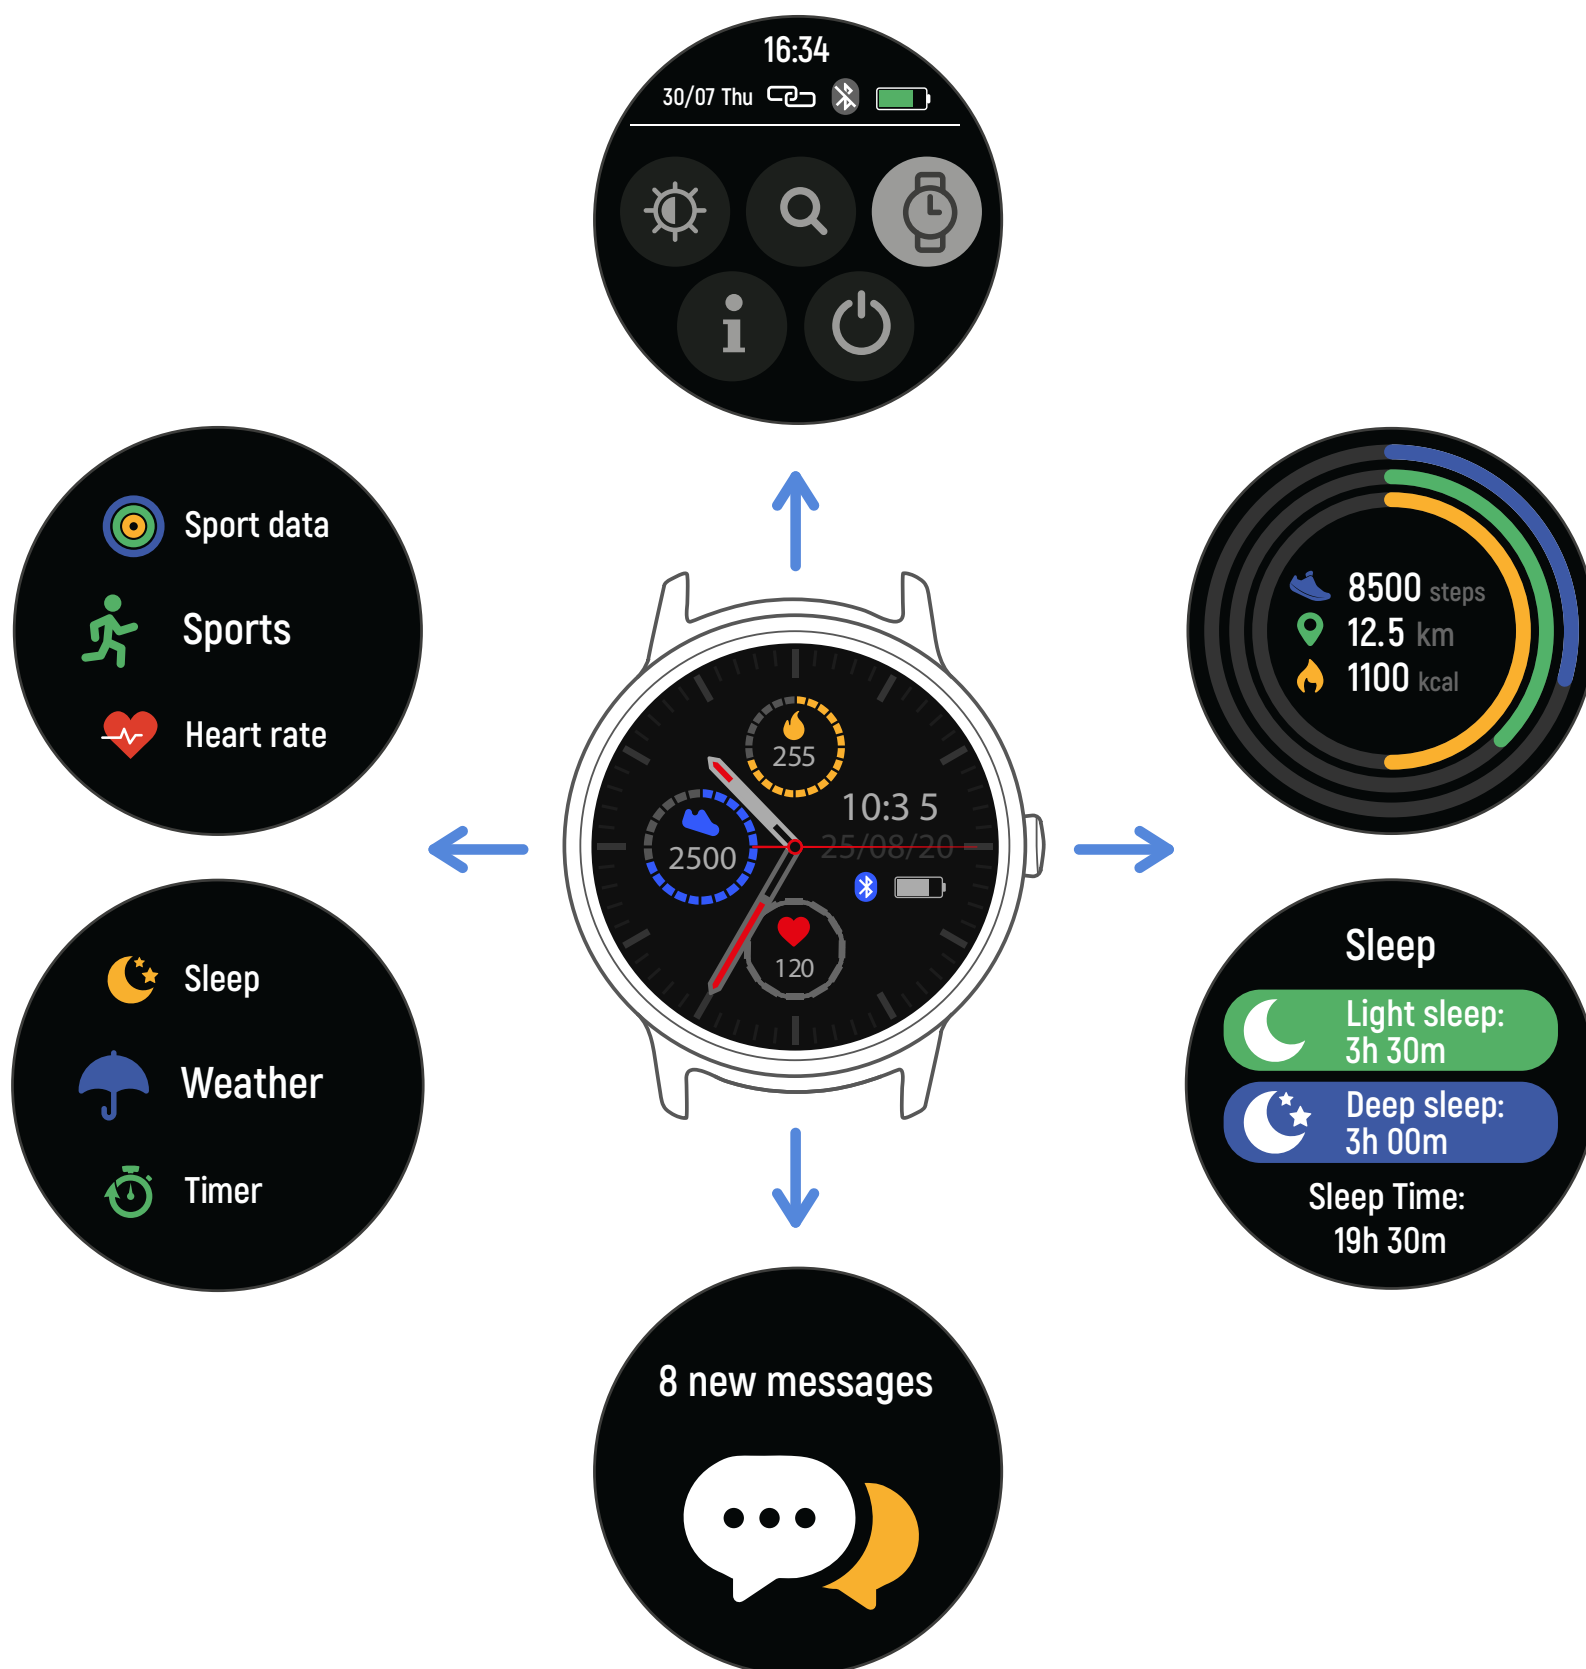 16:34
30/07 Thu
Sport data
Sports
Heart rate
8500 steps
12.5 km
1100 kcal
255
10:3 5
2500
25/08/20
120
Sleep
Weather
Timer
Sleep
Light sleep:
3h 30m
Deep sleep:
3h 00m
Sleep Time:
19h 30m
8 new messages